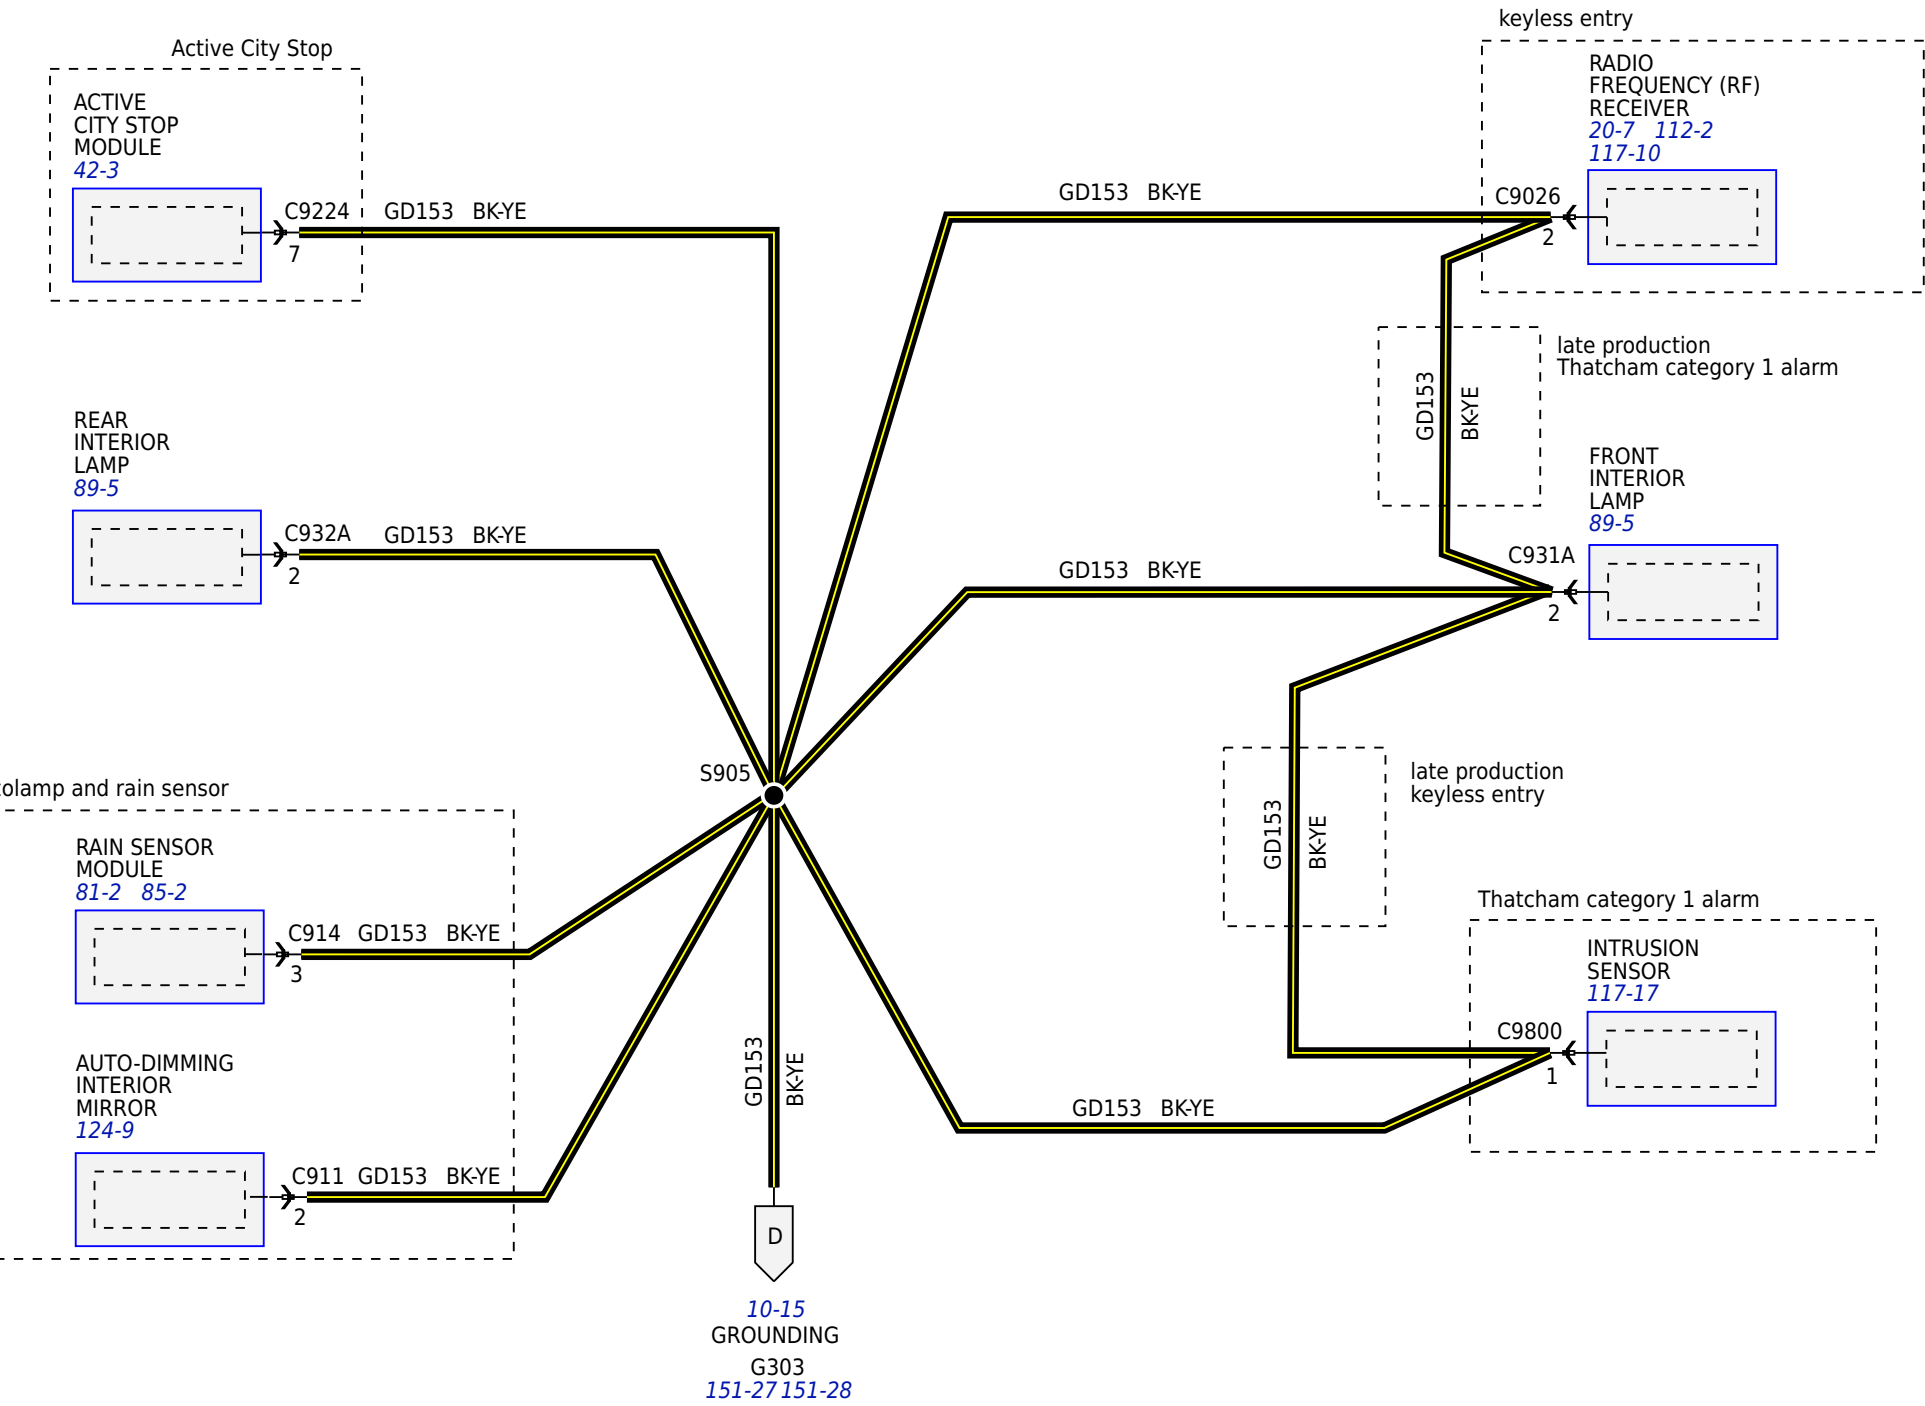 keyless entry
Active City Stop
RADIO
FREQUENCY (RF)
RECEIVER
20-7 112-2
117-10
ACTIVE
CITY STOP
MODULE
42-3
C9224 GD153 BK-YE
7
GD153 BK-YE
C9026
2
late production
Thatcham category 1 alarm
GD153
BK-YE
REAR
INTERIOR
LAMP
89-5
C932A GD153 BK-YE
2
FRONT
INTERIOR
LAMP
89-5
GD153 BK-YE
C931A
2
S905
late production
keyless entry
GD153
BK-YE
and rain sensor
RAIN SENSOR
MODULE
81-2 85-2
C914 GD153 BK-YE
3
Thatcham category 1 alarm
INTRUSION
SENSOR
117-17
C9800
1
GD153 BK-YE
AUTO-DIMMING
INTERIOR
MIRROR
124-9
C911 GD153 BK-YE
2
GD153
BK-YE
D
10-15
GROUNDING
G303
151-27 151-28